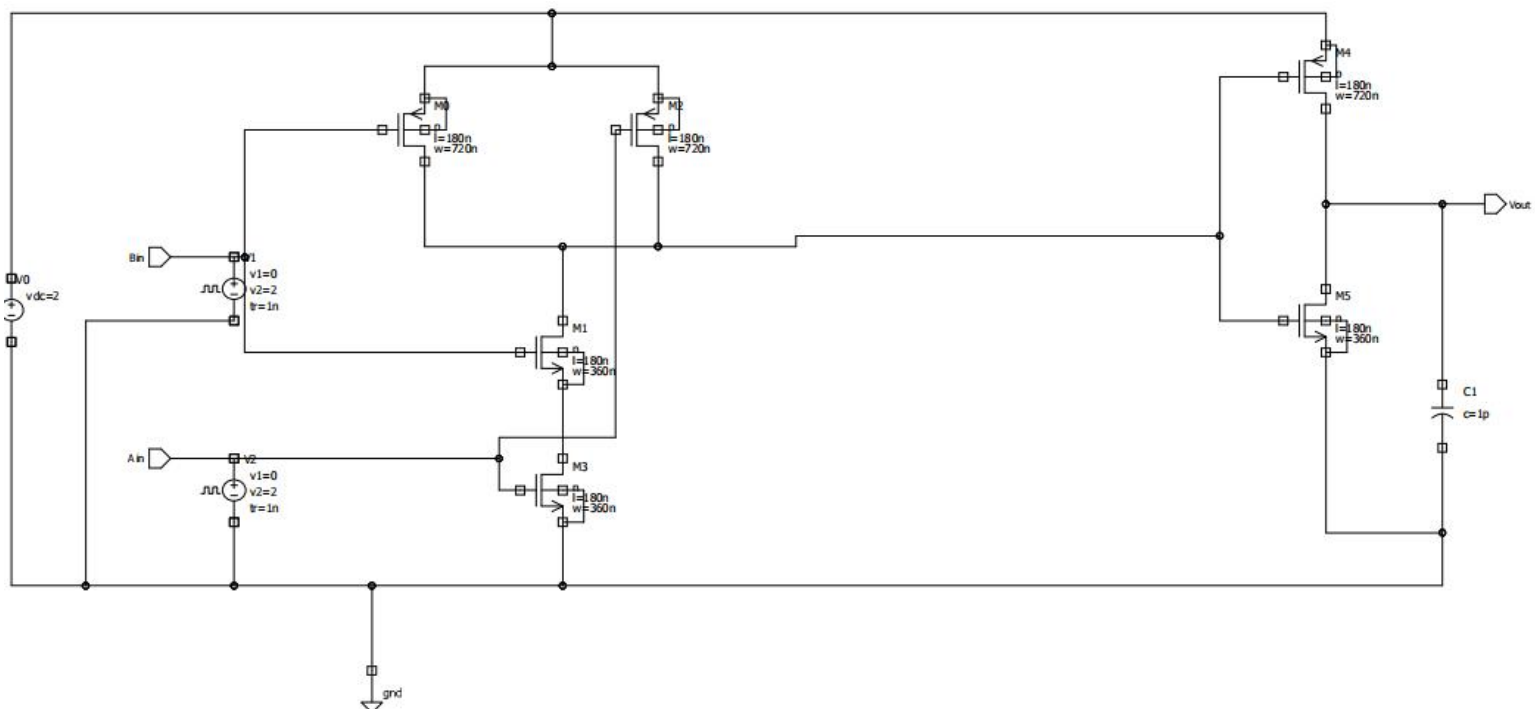 M4
n
l=180n
w=720n
M0
n
l=180n
w=720n
M2
n
l=180n
w=720n
Vout
Bin
V1
v1=0
v2=2
tr=1n
V0
vdc=2
M1
n
l=180n
w=360n
M5
n
l=180n
w=360n
C1
c=1p
Ain
V2
v1=0
v2=2
tr=1n
M3
n
l=180n
w=360n
gnd